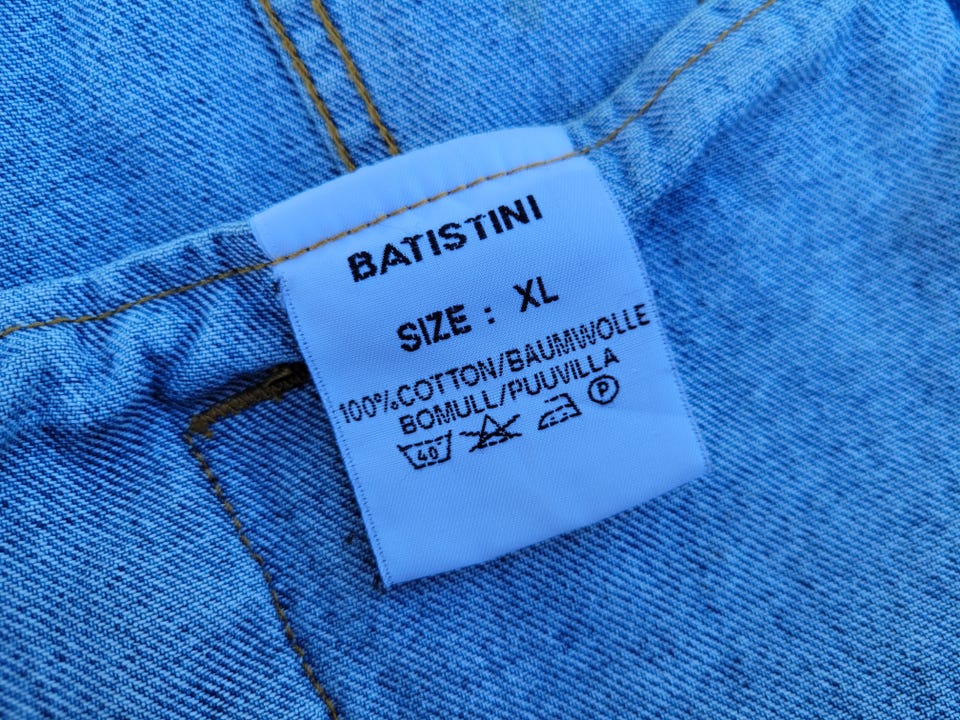 BATISTINI
SIZE : XL
100% COTTON/BAUMWOLLE
BOMULL/PUUVILLA
40 P